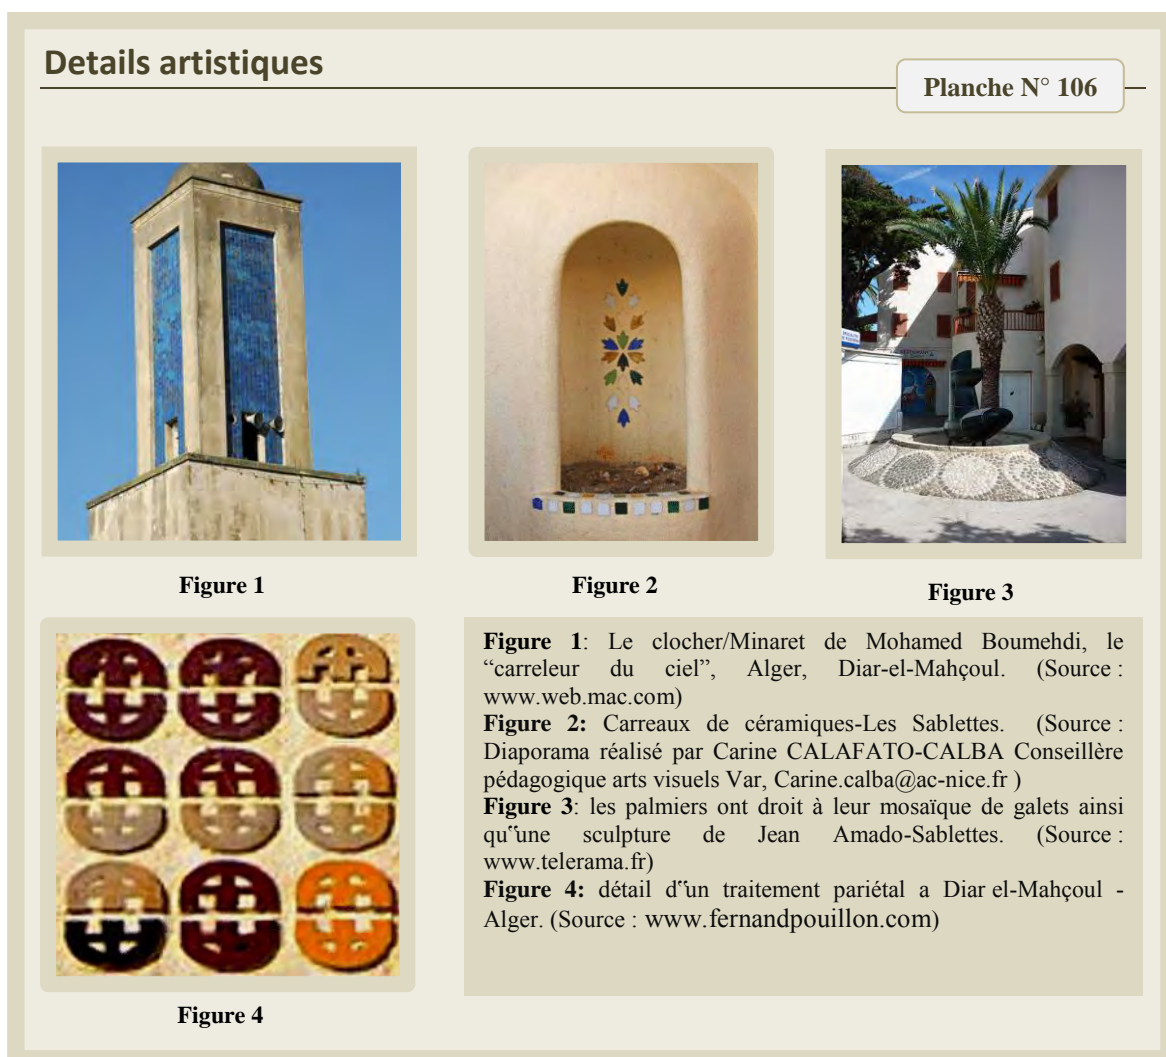 Details artistiques
Planche N° 106
Figure 1
Figure 2
Figure 3
Figure 1: Le clocher/Minaret de Mohamed Boumehdi, le
“carreleur du ciel”, Alger, Diar-el-Mahçoul. (Source :
www.web.mac.com)
Figure 2: Carreaux de céramiques-Les Sablettes. (Source :
Diaporama réalisé par Carine CALAFATO-CALBA Conseillère
pédagogique arts visuels Var, Carine.calba@ac-nice.fr )
Figure 3: les palmiers ont droit à leur mosaïque de galets ainsi
qu‟une sculpture de Jean Amado-Sablettes. (Source :
www.telerama.fr)
Figure 4: détail d‟un traitement pariétal a Diar el-Mahçoul -
Alger. (Source : www.fernandpouillon.com)
Figure 4